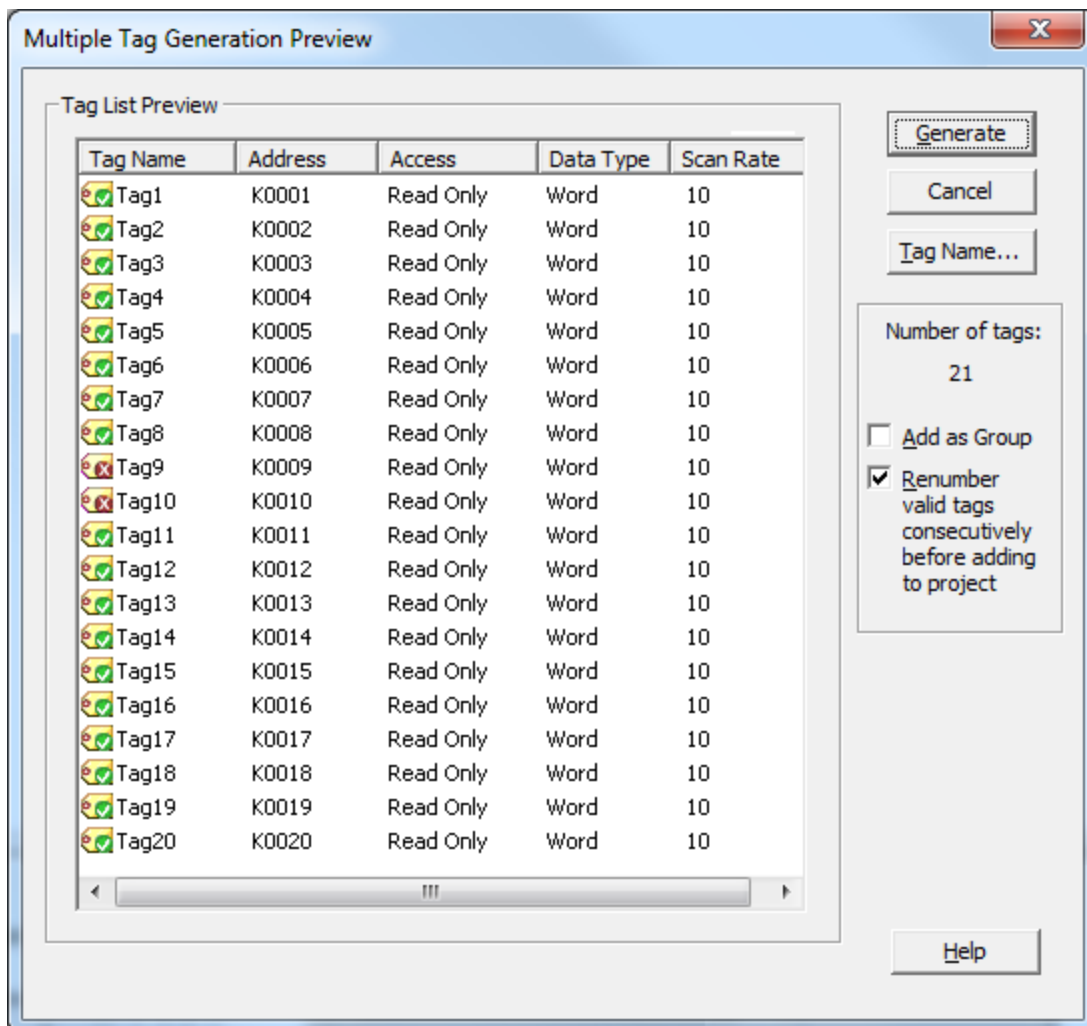 Multiple Tag Generation Preview
Tag List Preview
Tag Name Address Access Data Type Scan Rate
Tag1 K0001 Read Only Word 10
Tag2 K0002 Read Only Word 10
Tag3 K0003 Read Only Word 10
Tag4 K0004 Read Only Word 10
Tag5 K0005 Read Only Word 10
Tag6 K0006 Read Only Word 10
Tag7 K0007 Read Only Word 10
Tag8 K0008 Read Only Word 10
Tag9 K0009 Read Only Word 10
Tag10 K0010 Read Only Word 10
Tag11 K0011 Read Only Word 10
Tag12 K0012 Read Only Word 10
Tag13 K0013 Read Only Word 10
Tag14 K0014 Read Only Word 10
Tag15 K0015 Read Only Word 10
Tag16 K0016 Read Only Word 10
Tag17 K0017 Read Only Word 10
Tag18 K0018 Read Only Word 10
Tag19 K0019 Read Only Word 10
Tag20 K0020 Read Only Word 10
Generate
Cancel
Tag Name...
Number of tags:
21
Add as Group
Renumber
valid tags
consecutively
before adding
to project
Help